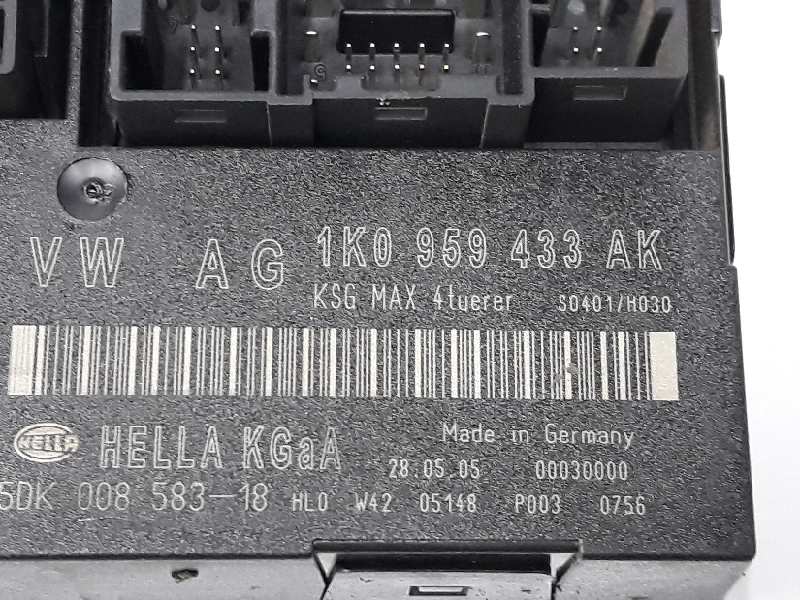 VW AG 1K0 959 433 AK
KSG MAX 4tuerer S0401/H030
HELLA HELLA KGaA Made in Germany
28.05.05 00030000
5DK 008 583-18 HL0 W42 05148 P003 0756